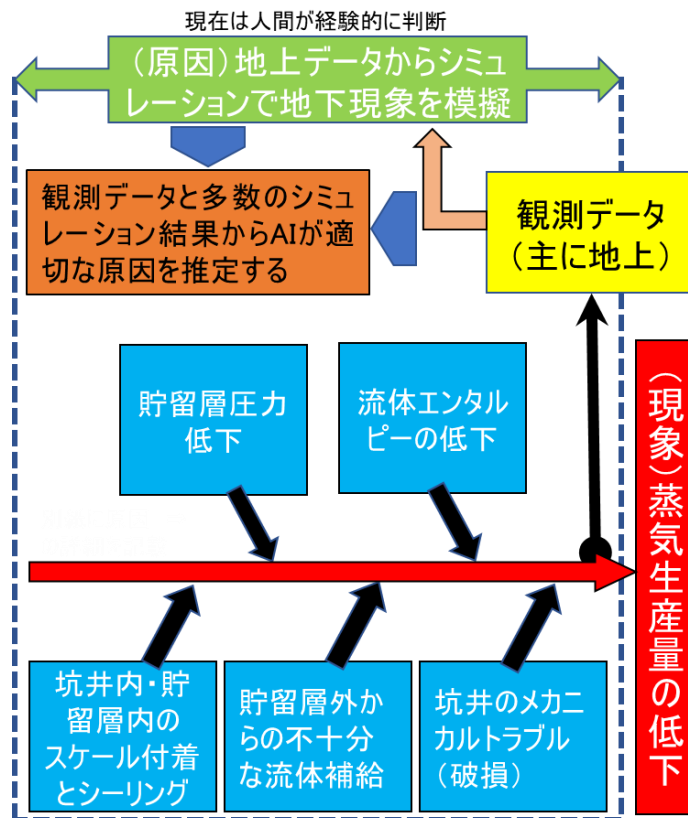 現在は人間が経験的に判断
（原因）地上データからシミュ
レーションで地下現象を模擬
観測データと多数のシミュ
レーション結果からAIが適
切な原因を推定する
観測データ
（主に地上）
貯留層圧力
低下
流体エンタル
ピーの低下
（現象）蒸気生産量の低下
坑井内・貯
留層内の
スケール付着
とシーリング
貯留層外か
らの不十分
な流体補給
坑井のメカニ
カルトラブル
（破損）